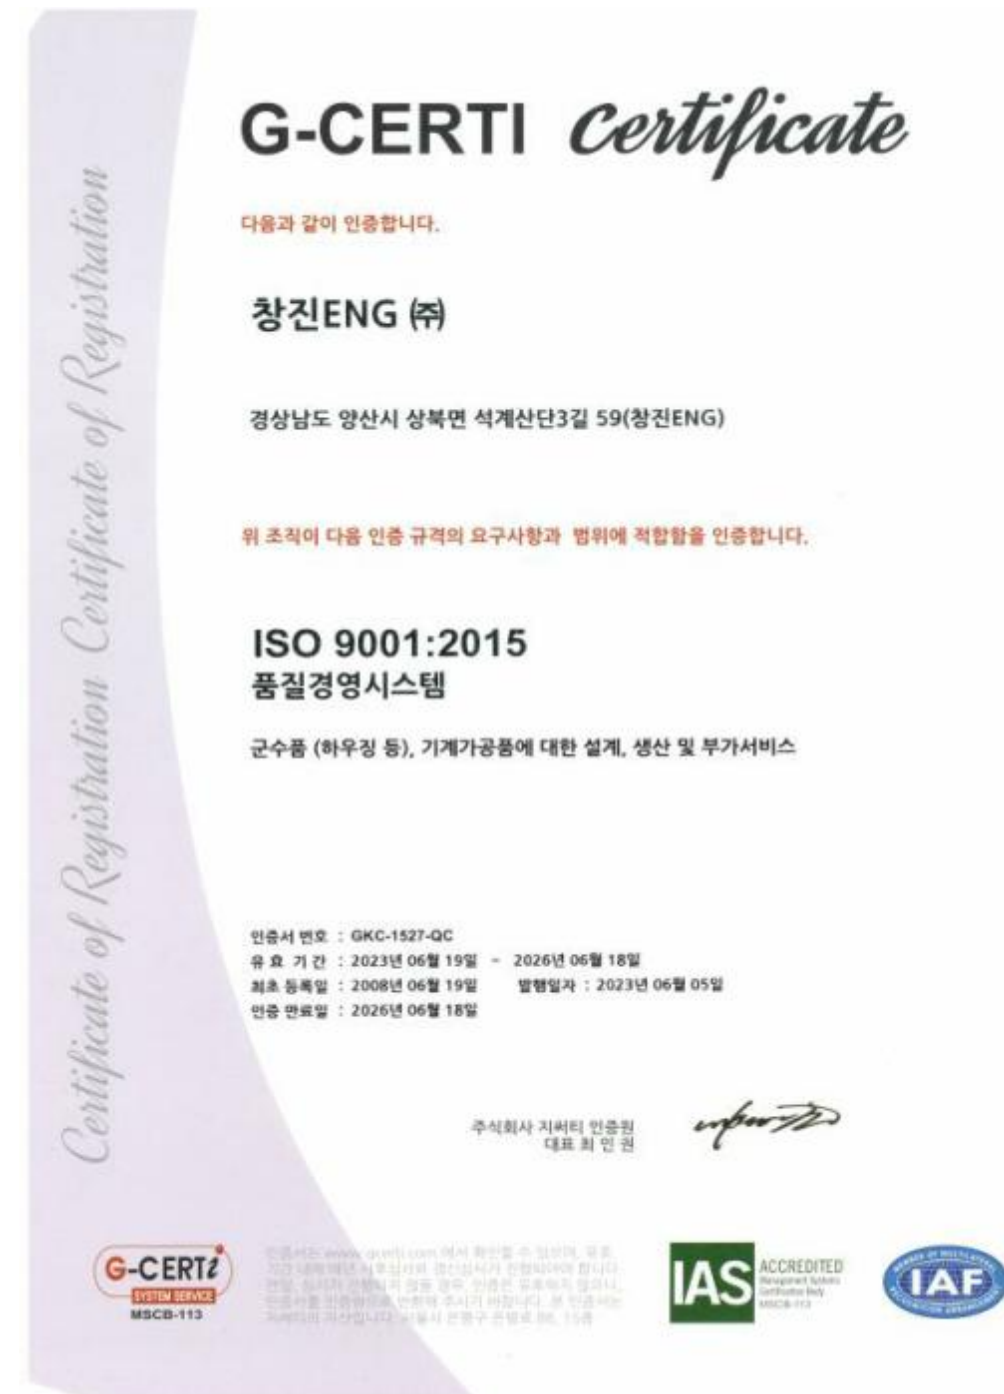 G-CERTI Certificate
다음과 같이 인증합니다.
창진ENG ㈜
경상남도 양산시 상북면 석계산단3길 59(창진ENG)
위 조직이 다음 인증 규격의 요구사항과 범위에 적합함을 인증합니다.
ISO 9001:2015
품질경영시스템
군수품 (하우징 등), 기계가공품에 대한 설계, 생산 및 부가서비스
인증서 번호 : GKC-1527-QC
유 효 기 간 : 2023년 06월 19일 - 2026년 06월 18일
최초 등록일 : 2008년 06월 19일 발행일자 : 2023년 06월 05일
인증 만료일 : 2026년 06월 18일
주식회사 지써티 인증원
대표 최 인 권
Certificate of Registration Certificate of Registration
G-CERTi
SYSTEM SERVICE
MSCB-113
IAS ACCREDITED
Management Systems
Certification Body
MSCB-113
IAF